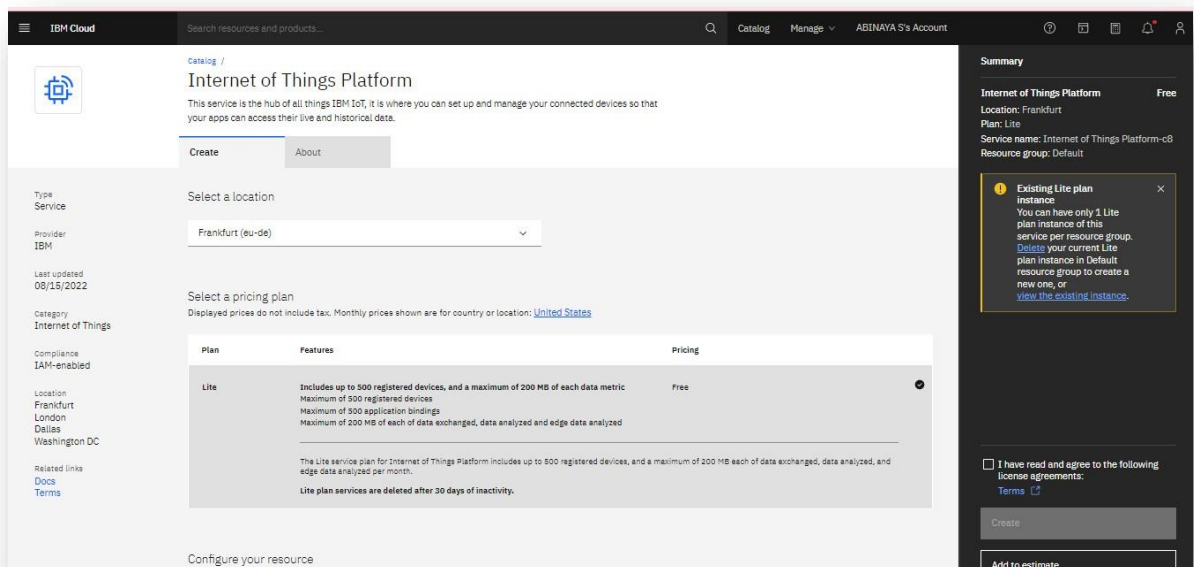 IBM Cloud
Search resources and products...
Catalog
Manage
ABINAYA S's Account
Catalog /
Internet of Things Platform
This service is the hub of all things IBM IoT, it is where you can set up and manage your connected devices so that
your apps can access their live and historical data.
Create
About
Type
Service
Provider
IBM
Last updated
08/15/2022
Category
Internet of Things
Compliance
IAM-enabled
Location
Frankfurt
London
Dallas
Washington DC
Related links
Docs
Terms
Select a location
Frankfurt (eu-de)
Select a pricing plan
Displayed prices do not include tax. Monthly prices shown are for country or location: United States
Plan
Features
Pricing
Lite
Includes up to 500 registered devices, and a maximum of 200 MB of each data metric
Free
Maximum of 500 registered devices
Maximum of 500 application bindings
Maximum of 200 MB of each of data exchanged, data analyzed and edge data analyzed
The Lite service plan for Internet of Things Platform includes up to 500 registered devices, and a maximum of 200 MB each of data exchanged, data analyzed, and
edge data analyzed per month.
Lite plan services are deleted after 30 days of inactivity.
Configure your resource
Summary
Internet of Things Platform Free
Location: Frankfurt
Plan: Lite
Service name: Internet of Things Platform-c8
Resource group: Default
Existing Lite plan
instance
You can have only 1 Lite
plan instance of this
service per resource group.
Delete your current Lite
plan instance in Default
resource group to create a
new one, or
view the existing instance.
I have read and agree to the following
license agreements:
Terms
Create
Add to estimate